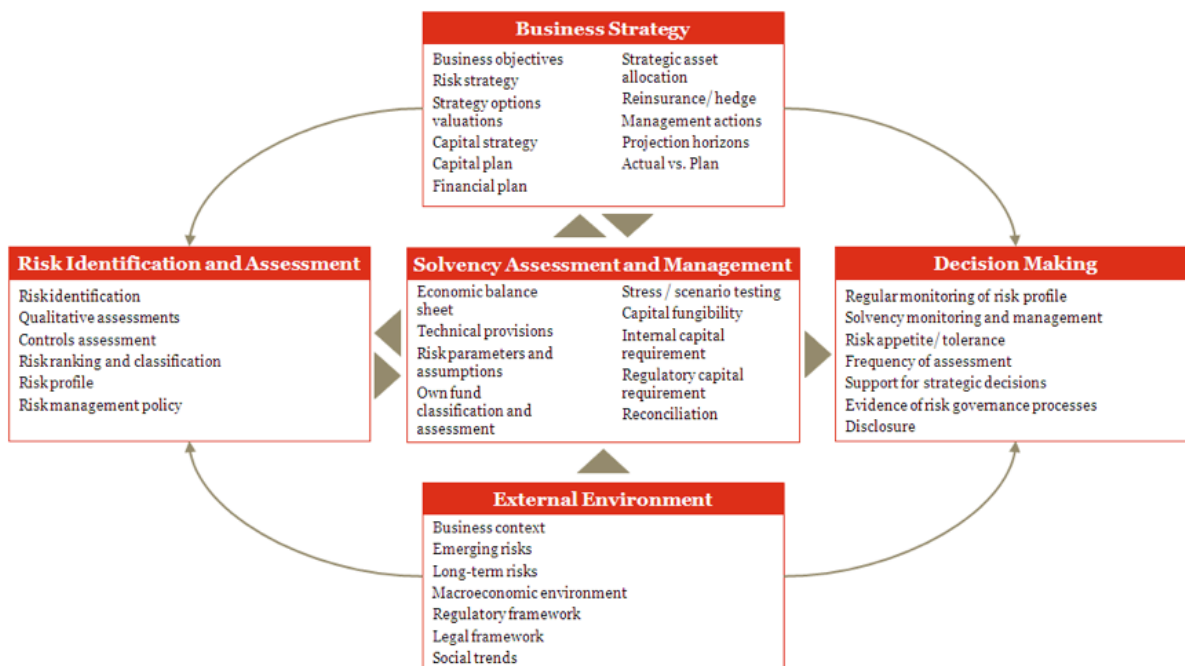 Business Strategy
Business objectives
Risk strategy
Strategy options
valuations
Capital strategy
Capital plan
Financial plan
Strategic asset
allocation
Reinsurance/ hedge
Management actions
Projection horizons
Actual vs. Plan
Risk Identification and Assessment
Risk identification
Qualitative assessments
Controls assessment
Risk ranking and classification
Risk profile
Risk management policy
Solvency Assessment and Management
Economic balance
sheet
Technical provisions
Risk parameters and
assumptions
Own fund
classification and
assessment
Stress / scenario testing
Capital fungibility
Internal capital
requirement
Regulatory capital
requirement
Reconciliation
Decision Making
Regular monitoring of risk profile
Solvency monitoring and management
Risk appetite/ tolerance
Frequency of assessment
Support for strategic decisions
Evidence of risk governance processes
Disclosure
External Environment
Business context
Emerging risks
Long-term risks
Macroeconomic environment
Regulatory framework
Legal framework
Social trends